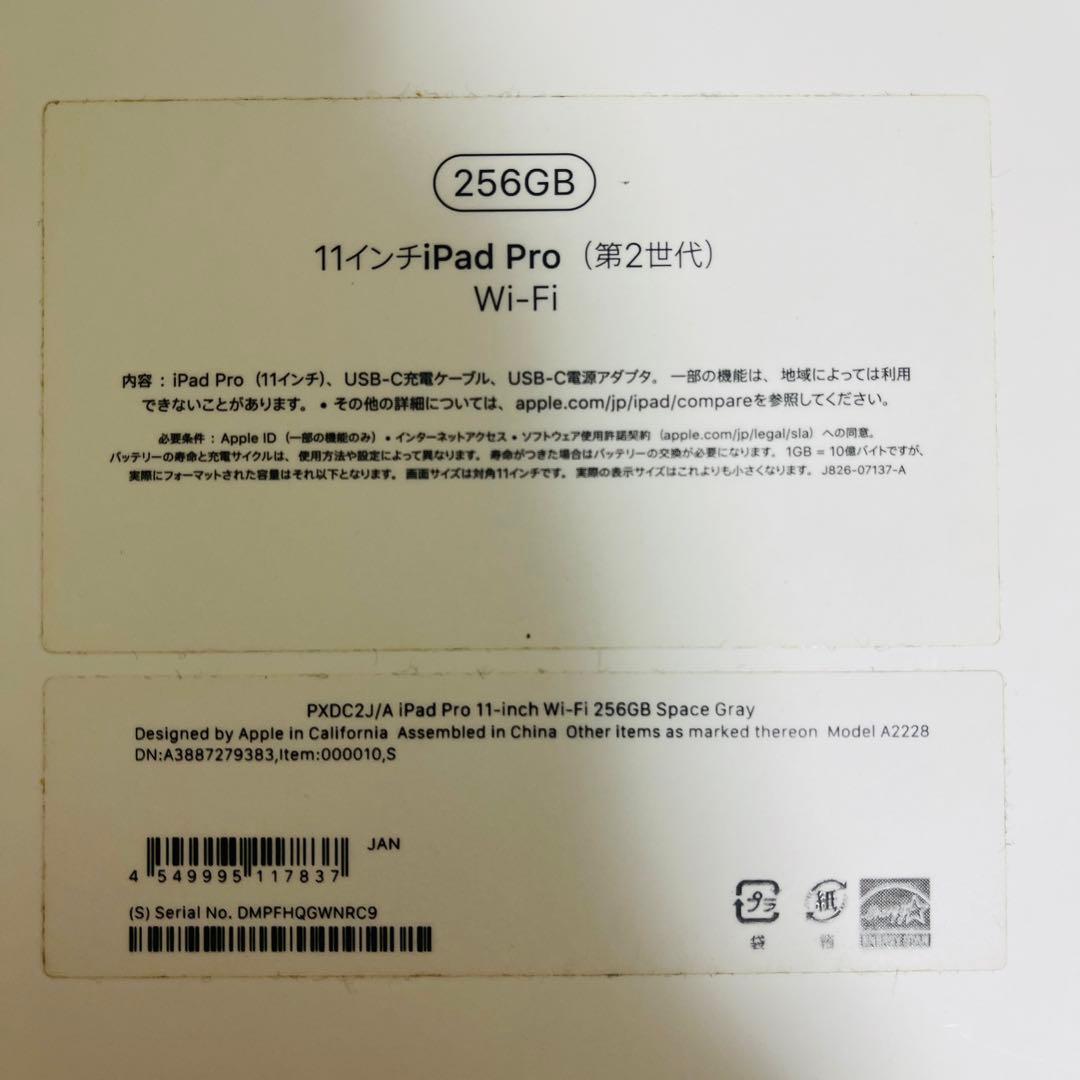 256GB
11インチiPad Pro（第2世代）
Wi-Fi
内容：iPad Pro（11インチ）、USB-C充電ケーブル、USB-C電源アダプタ。一部の機能は、地域によっては利用
できないことがあります。• その他の詳細については、apple.com/jp/ipad/compareを参照してください。
必要条件：Apple ID（一部の機能のみ）• インターネットアクセス • ソフトウェア使用許諾契約（apple.com/jp/legal/sla）への同意。
バッテリーの寿命と充電サイクルは、使用方法や設定によって異なります。寿命がつきた場合はバッテリーの交換が必要になります。1GB = 10億バイトですが、
実際にフォーマットされた容量はそれ以下となります。画面サイズは対角11インチです。実際の表示サイズはこれよりも小さくなります。J826-07137-A
PXDC2J/A iPad Pro 11-inch Wi-Fi 256GB Space Gray
Designed by Apple in California Assembled in China Other items as marked thereon Model A2228
DN:A3887279383,Item:000010,S
JAN
4 549995 117837
(S) Serial No. DMPFHQGWNRC9
プラ 紙
袋 箱
ENERGY STAR